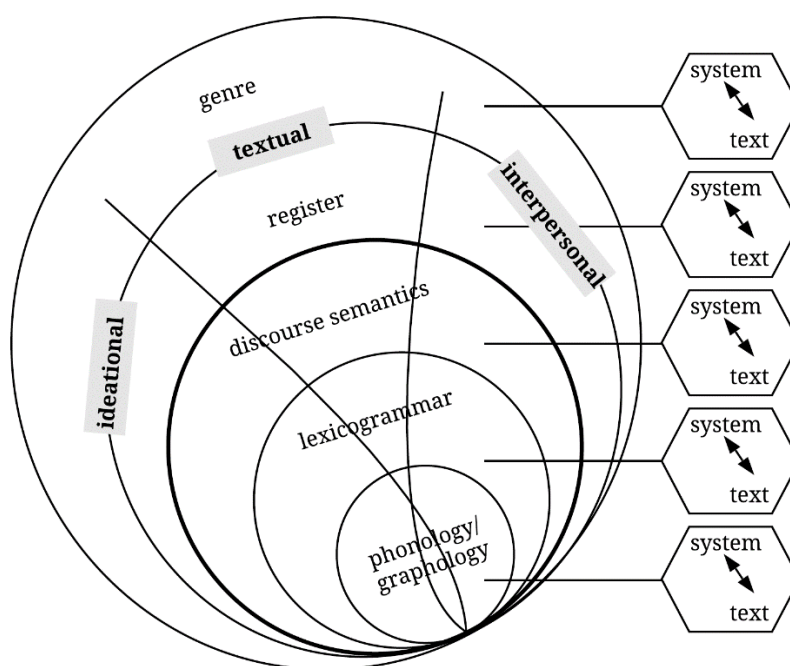 genre
textual
register
interpersonal
ideational
discourse semantics
lexicogrammar
phonology/
graphology
system
text
system
text
system
text
system
text
system
text